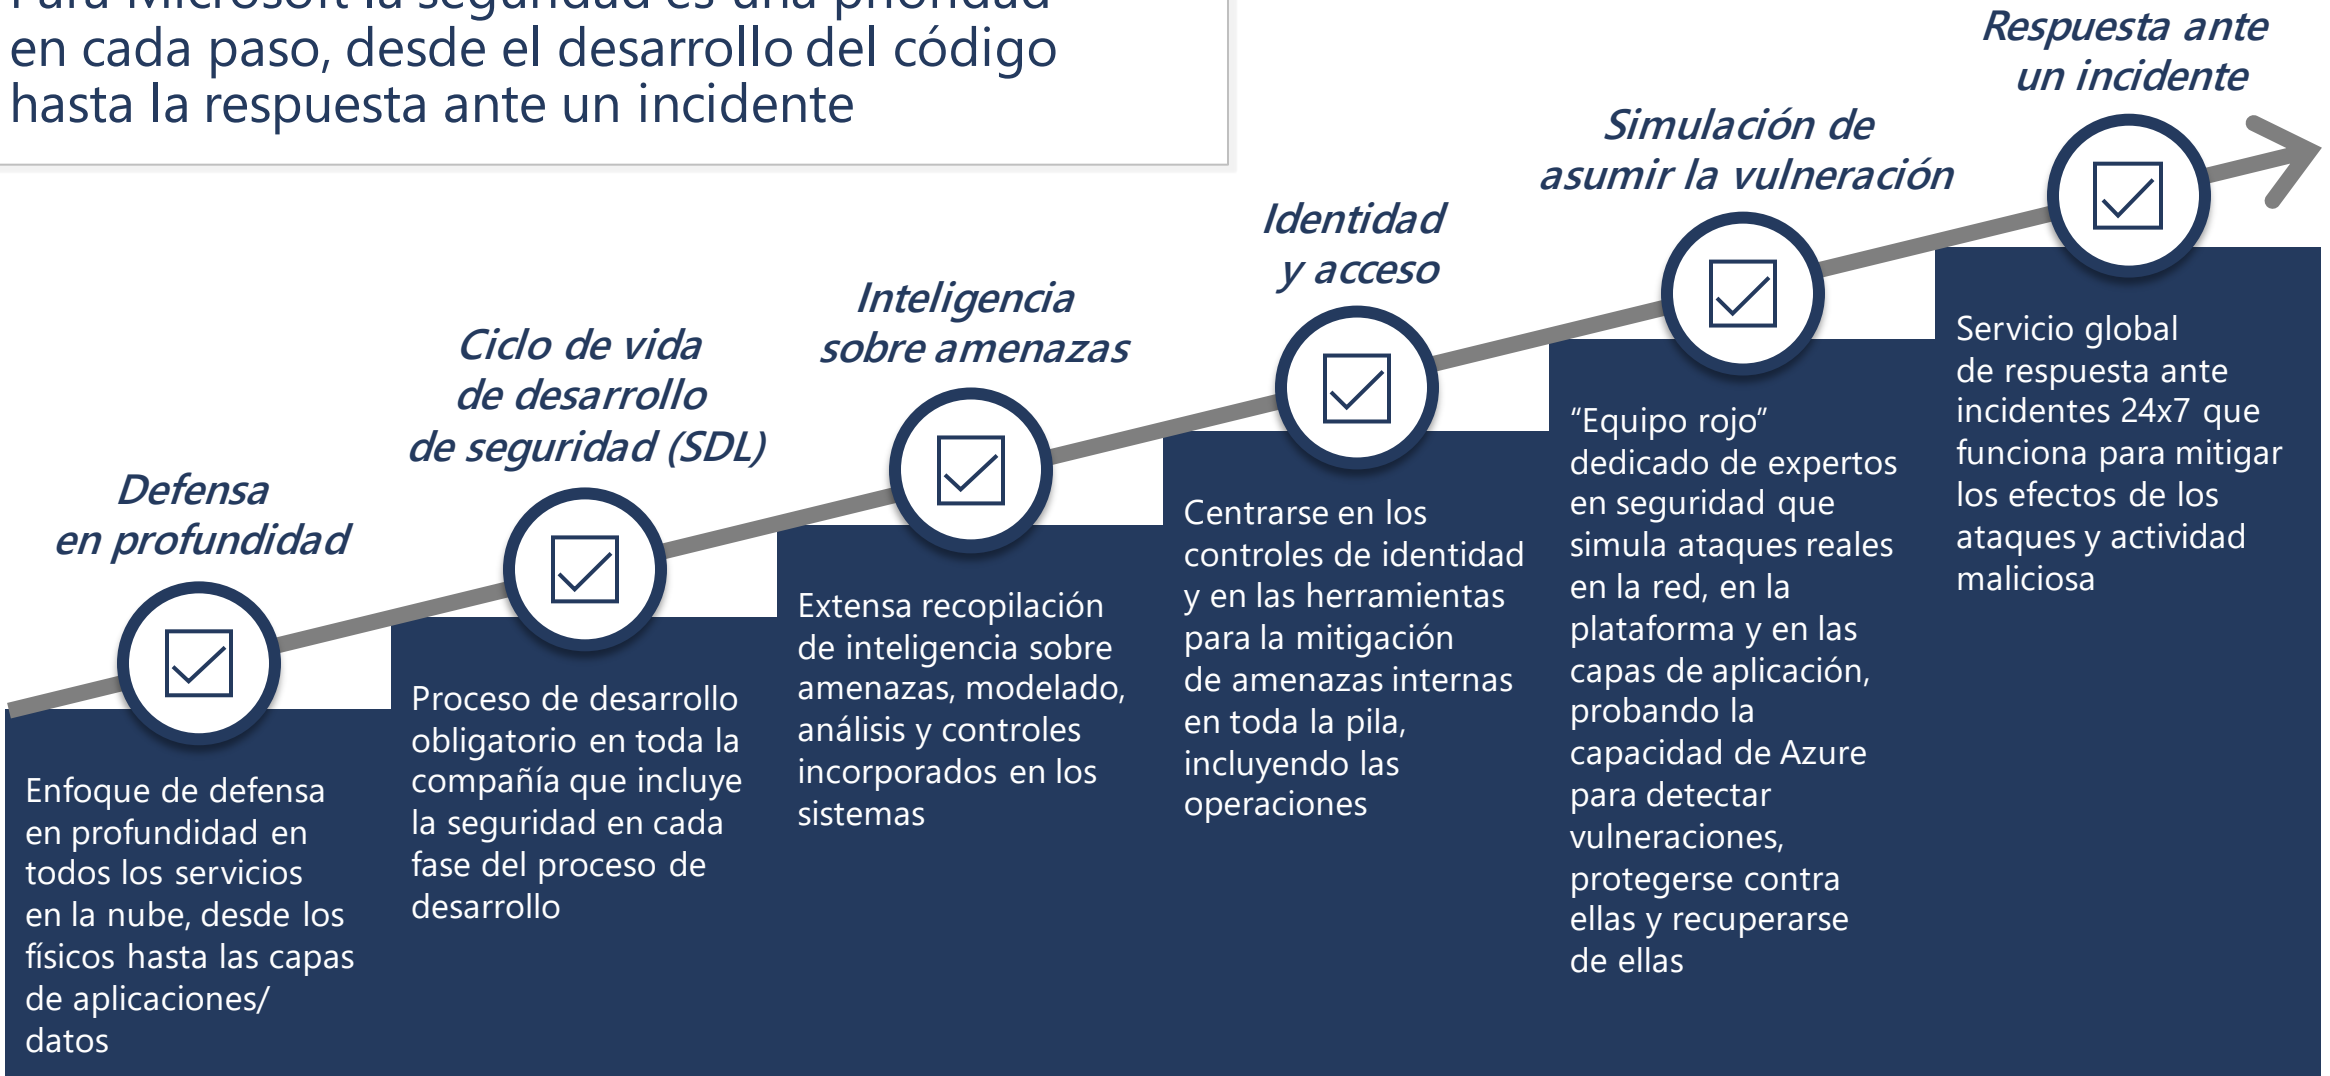 Para Microsoft la seguridad es una prioridad
en cada paso, desde el desarrollo del código
hasta la respuesta ante un incidente
Defensa
en profundidad
Enfoque de defensa
en profundidad en
todos los servicios
en la nube, desde los
físicos hasta las capas
de aplicaciones/
datos
Ciclo de vida
de desarrollo
de seguridad (SDL)
Proceso de desarrollo
obligatorio en toda la
compañía que incluye
la seguridad en cada
fase del proceso de
desarrollo
Inteligencia
sobre amenazas
Extensa recopilación
de inteligencia sobre
amenazas, modelado,
análisis y controles
incorporados en los
sistemas
Identidad
y acceso
Centrarse en los
controles de identidad
y en las herramientas
para la mitigación
de amenazas internas
en toda la pila,
incluyendo las
operaciones
Simulación de
asumir la vulneración
“Equipo rojo“
dedicado de expertos
en seguridad que
simula ataques reales
en la red, en la
plataforma y en las
capas de aplicación,
probando la
capacidad de Azure
para detectar
vulneraciones,
protegerse contra
ellas y recuperarse
de ellas
Respuesta ante
un incidente
Servicio global
de respuesta ante
incidentes 24x7 que
funciona para mitigar
los efectos de los
ataques y actividad
maliciosa